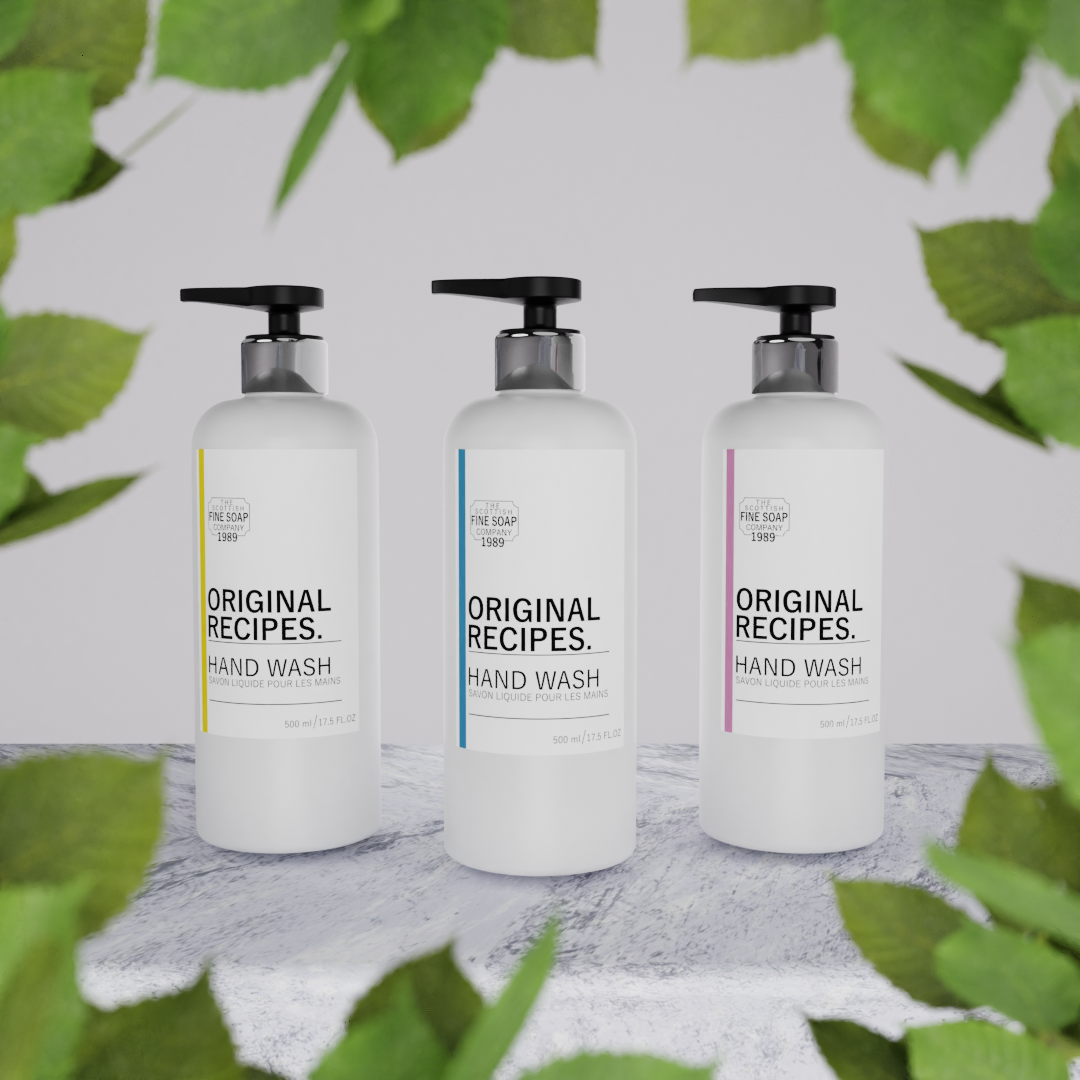 THE
SCOTTISH
FINE SOAP
COMPANY
1989
ORIGINAL
RECIPES.
HAND WASH
SAVON LIQUIDE POUR LES MAINS
500 ml/17.5 FL.OZ
THE
SCOTTISH
FINE SOAP
COMPANY
1989
ORIGINAL
RECIPES.
HAND WASH
SAVON LIQUIDE POUR LES MAINS
500 ml/17.5 FL.OZ
THE
SCOTTISH
FINE SOAP
COMPANY
1989
ORIGINAL
RECIPES.
HAND WASH
SAVON LIQUIDE POUR LES MAINS
500 ml/17.5 FL.OZ